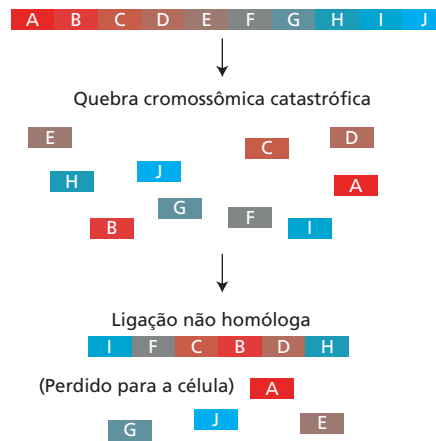 A B C D E F G H I J
Quebra cromossômica catastrófica
E D
C
J
H A
G
F
B I
Ligação não homóloga
I F C B D H
(Perdido para a célula) A
G J E